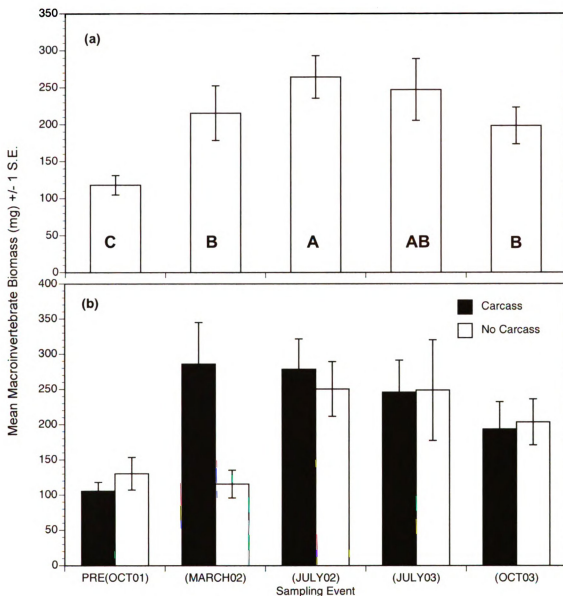 Mean Macroinvertebrate Biomass (mg) +/- 1 S.E.
350
300
250
200
150
100
50
0
(a)
C
B
A
AB
B
400
350
300
250
200
150
100
50
0
(b)
Carcass
No Carcass
PRE(OCT01)
(MARCH02)
(JULY02)
(JULY03)
(OCT03)
Sampling Event